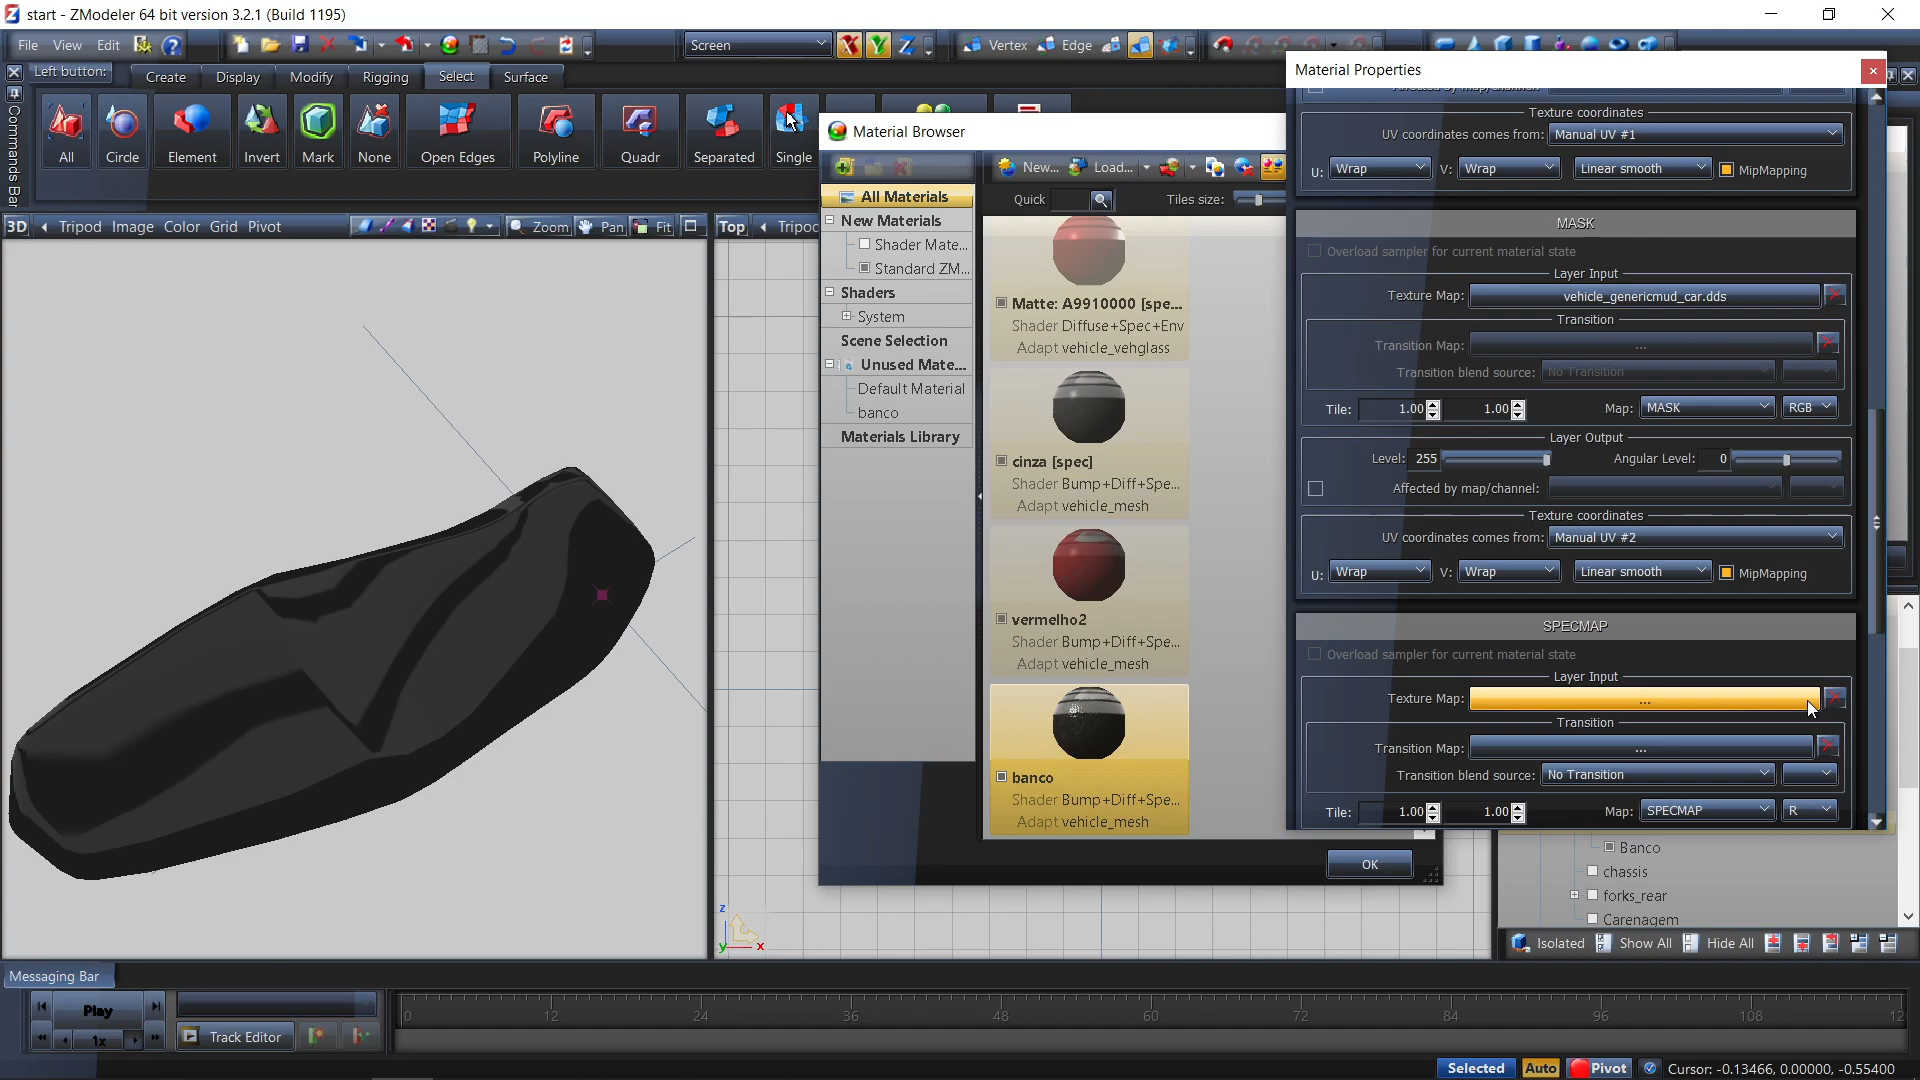 start - ZModeler 64 bit version 3.2.1 (Build 1195)
File View Edit
Screen
Z
Vertex Edge
Left button:
Create Display Modify Rigging Select Surface
Commands Bar
All Circle Element Invert Mark None Open Edges Polyline Quadr Separated Single
3D Tripod Image Color Grid Pivot Zoom Pan Fit
Top
Material Browser
New... Load...
Quick Tiles size:
All Materials
New Materials
Shader Mate...
Standard ZM...
Shaders
System
Scene Selection
Unused Mate...
Default Material
banco
Materials Library
Matte: A9910000 [spe...
Shader Diffuse+Spec+Env
Adapt vehicle_vehglass
cinza [spec]
Shader Bump+Diff+Spe...
Adapt vehicle_mesh
vermelho2
Shader Bump+Diff+Spe...
Adapt vehicle_mesh
banco
Shader Bump+Diff+Spe...
Adapt vehicle_mesh
OK
Material Properties
Texture coordinates
UV coordinates comes from: Manual UV #1
U: Wrap V: Wrap Linear smooth MipMapping
MASK
Overload sampler for current material state
Layer Input
Texture Map: vehicle_genericmud_car.dds
Transition
Transition Map: ...
Transition blend source: No Transition
Tile: 1.00 1.00 Map: MASK RGB
Layer Output
Level: 255 Angular Level: 0
Affected by map/channel:
Texture coordinates
UV coordinates comes from: Manual UV #2
U: Wrap V: Wrap Linear smooth MipMapping
SPECMAP
Overload sampler for current material state
Layer Input
Texture Map: ...
Transition
Transition Map: ...
Transition blend source: No Transition
Tile: 1.00 1.00 Map: SPECMAP R
Banco
chassis
forks_rear
Carenagem
Isolated Show All Hide All
z
y x
Messaging Bar
Play
1x
Track Editor
0 12 24 36 48 60 72 84 96 108 12
Selected Auto Pivot Cursor: -0.13466, 0.00000, -0.55400